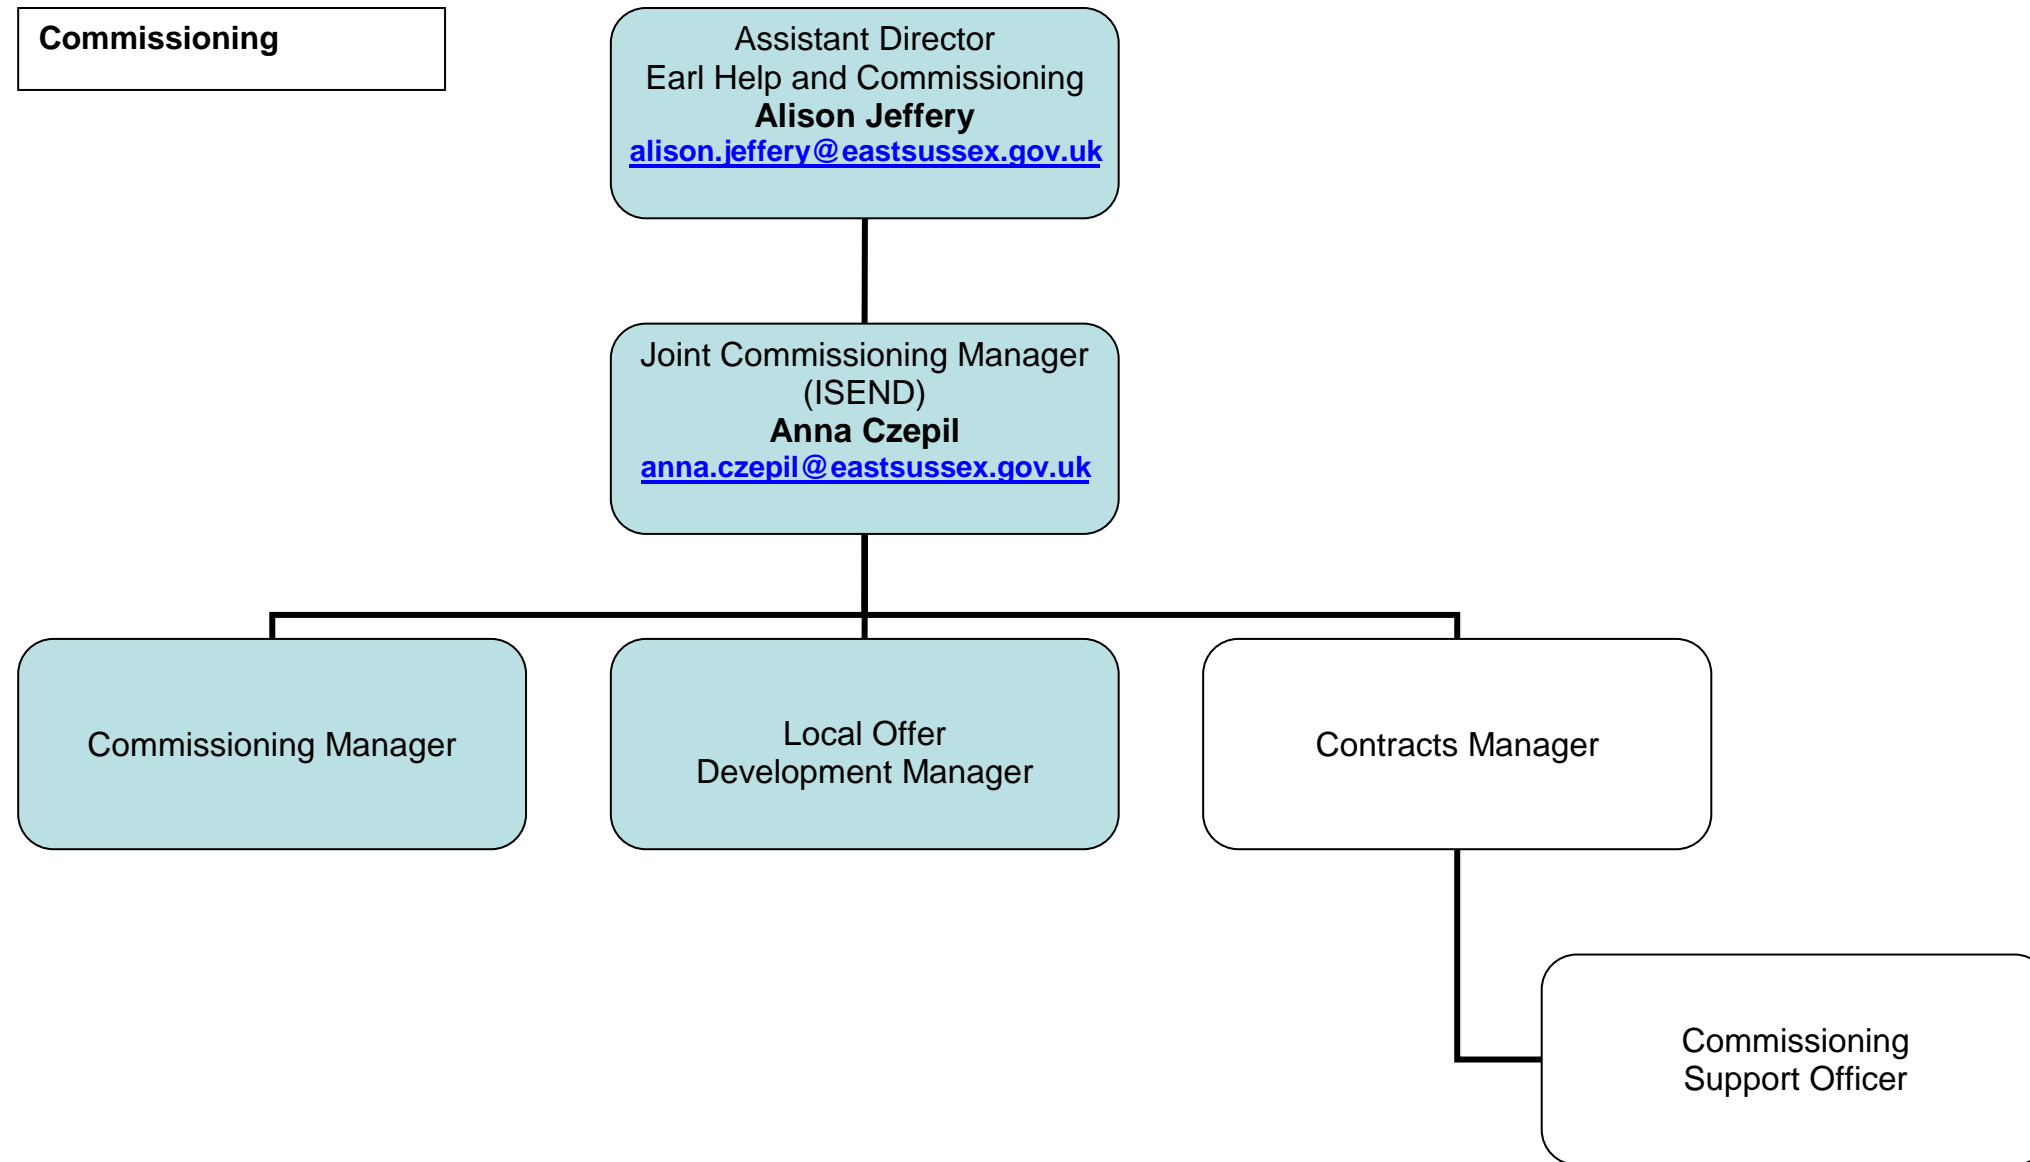 Commissioning
Assistant Director
Earl Help and Commissioning
Alison Jeffery
alison.jeffery@eastsussex.gov.uk
Joint Commissioning Manager
(ISEND)
Anna Czepil
anna.czepil@eastsussex.gov.uk
Commissioning Manager
Local Offer
Development Manager
Contracts Manager
Commissioning
Support Officer